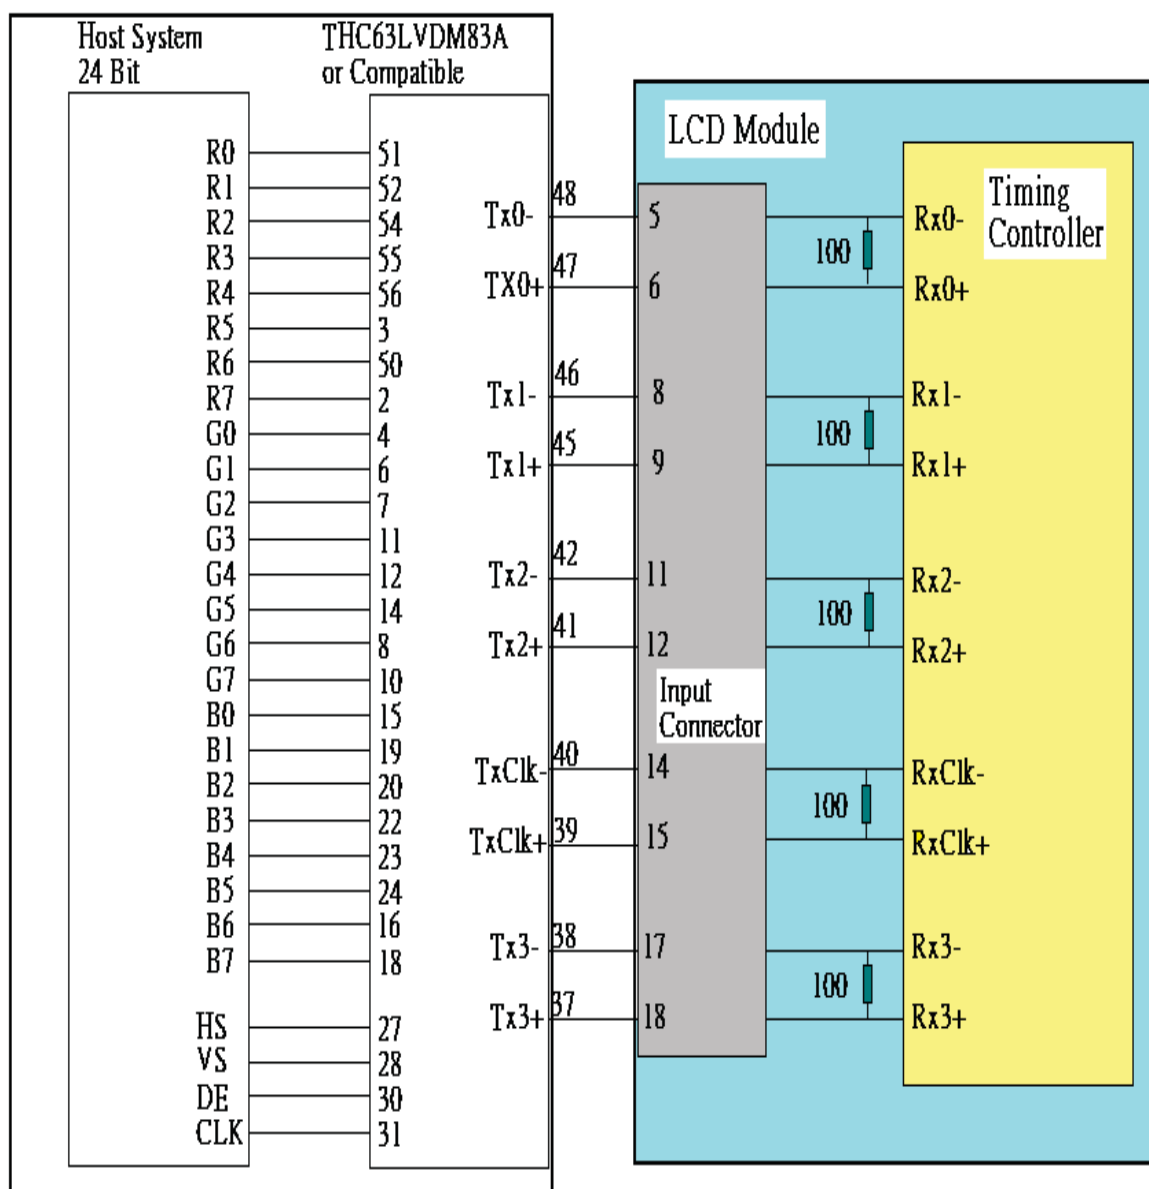 Host System
24 Bit
THC63LVDM83A
or Compatible
R0 51
R1 52
R2 54
R3 55
R4 56
R5 3
R6 50
R7 2
G0 4
G1 6
G2 7
G3 11
G4 12
G5 14
G6 8
G7 10
B0 15
B1 19
B2 20
B3 22
B4 23
B5 24
B6 16
B7 18
HS 27
VS 28
DE 30
CLK 31
Tx0- 48
TX0+ 47
Tx1- 46
Tx1+ 45
Tx2- 42
Tx2+ 41
TxClk- 40
TxClk+ 39
Tx3- 38
Tx3+ 37
LCD Module
5
6
8
9
11
12
Input
Connector
14
15
17
18
100
100
100
100
100
Timing
Controller
Rx0-
Rx0+
Rx1-
Rx1+
Rx2-
Rx2+
RxClk-
RxClk+
Rx3-
Rx3+